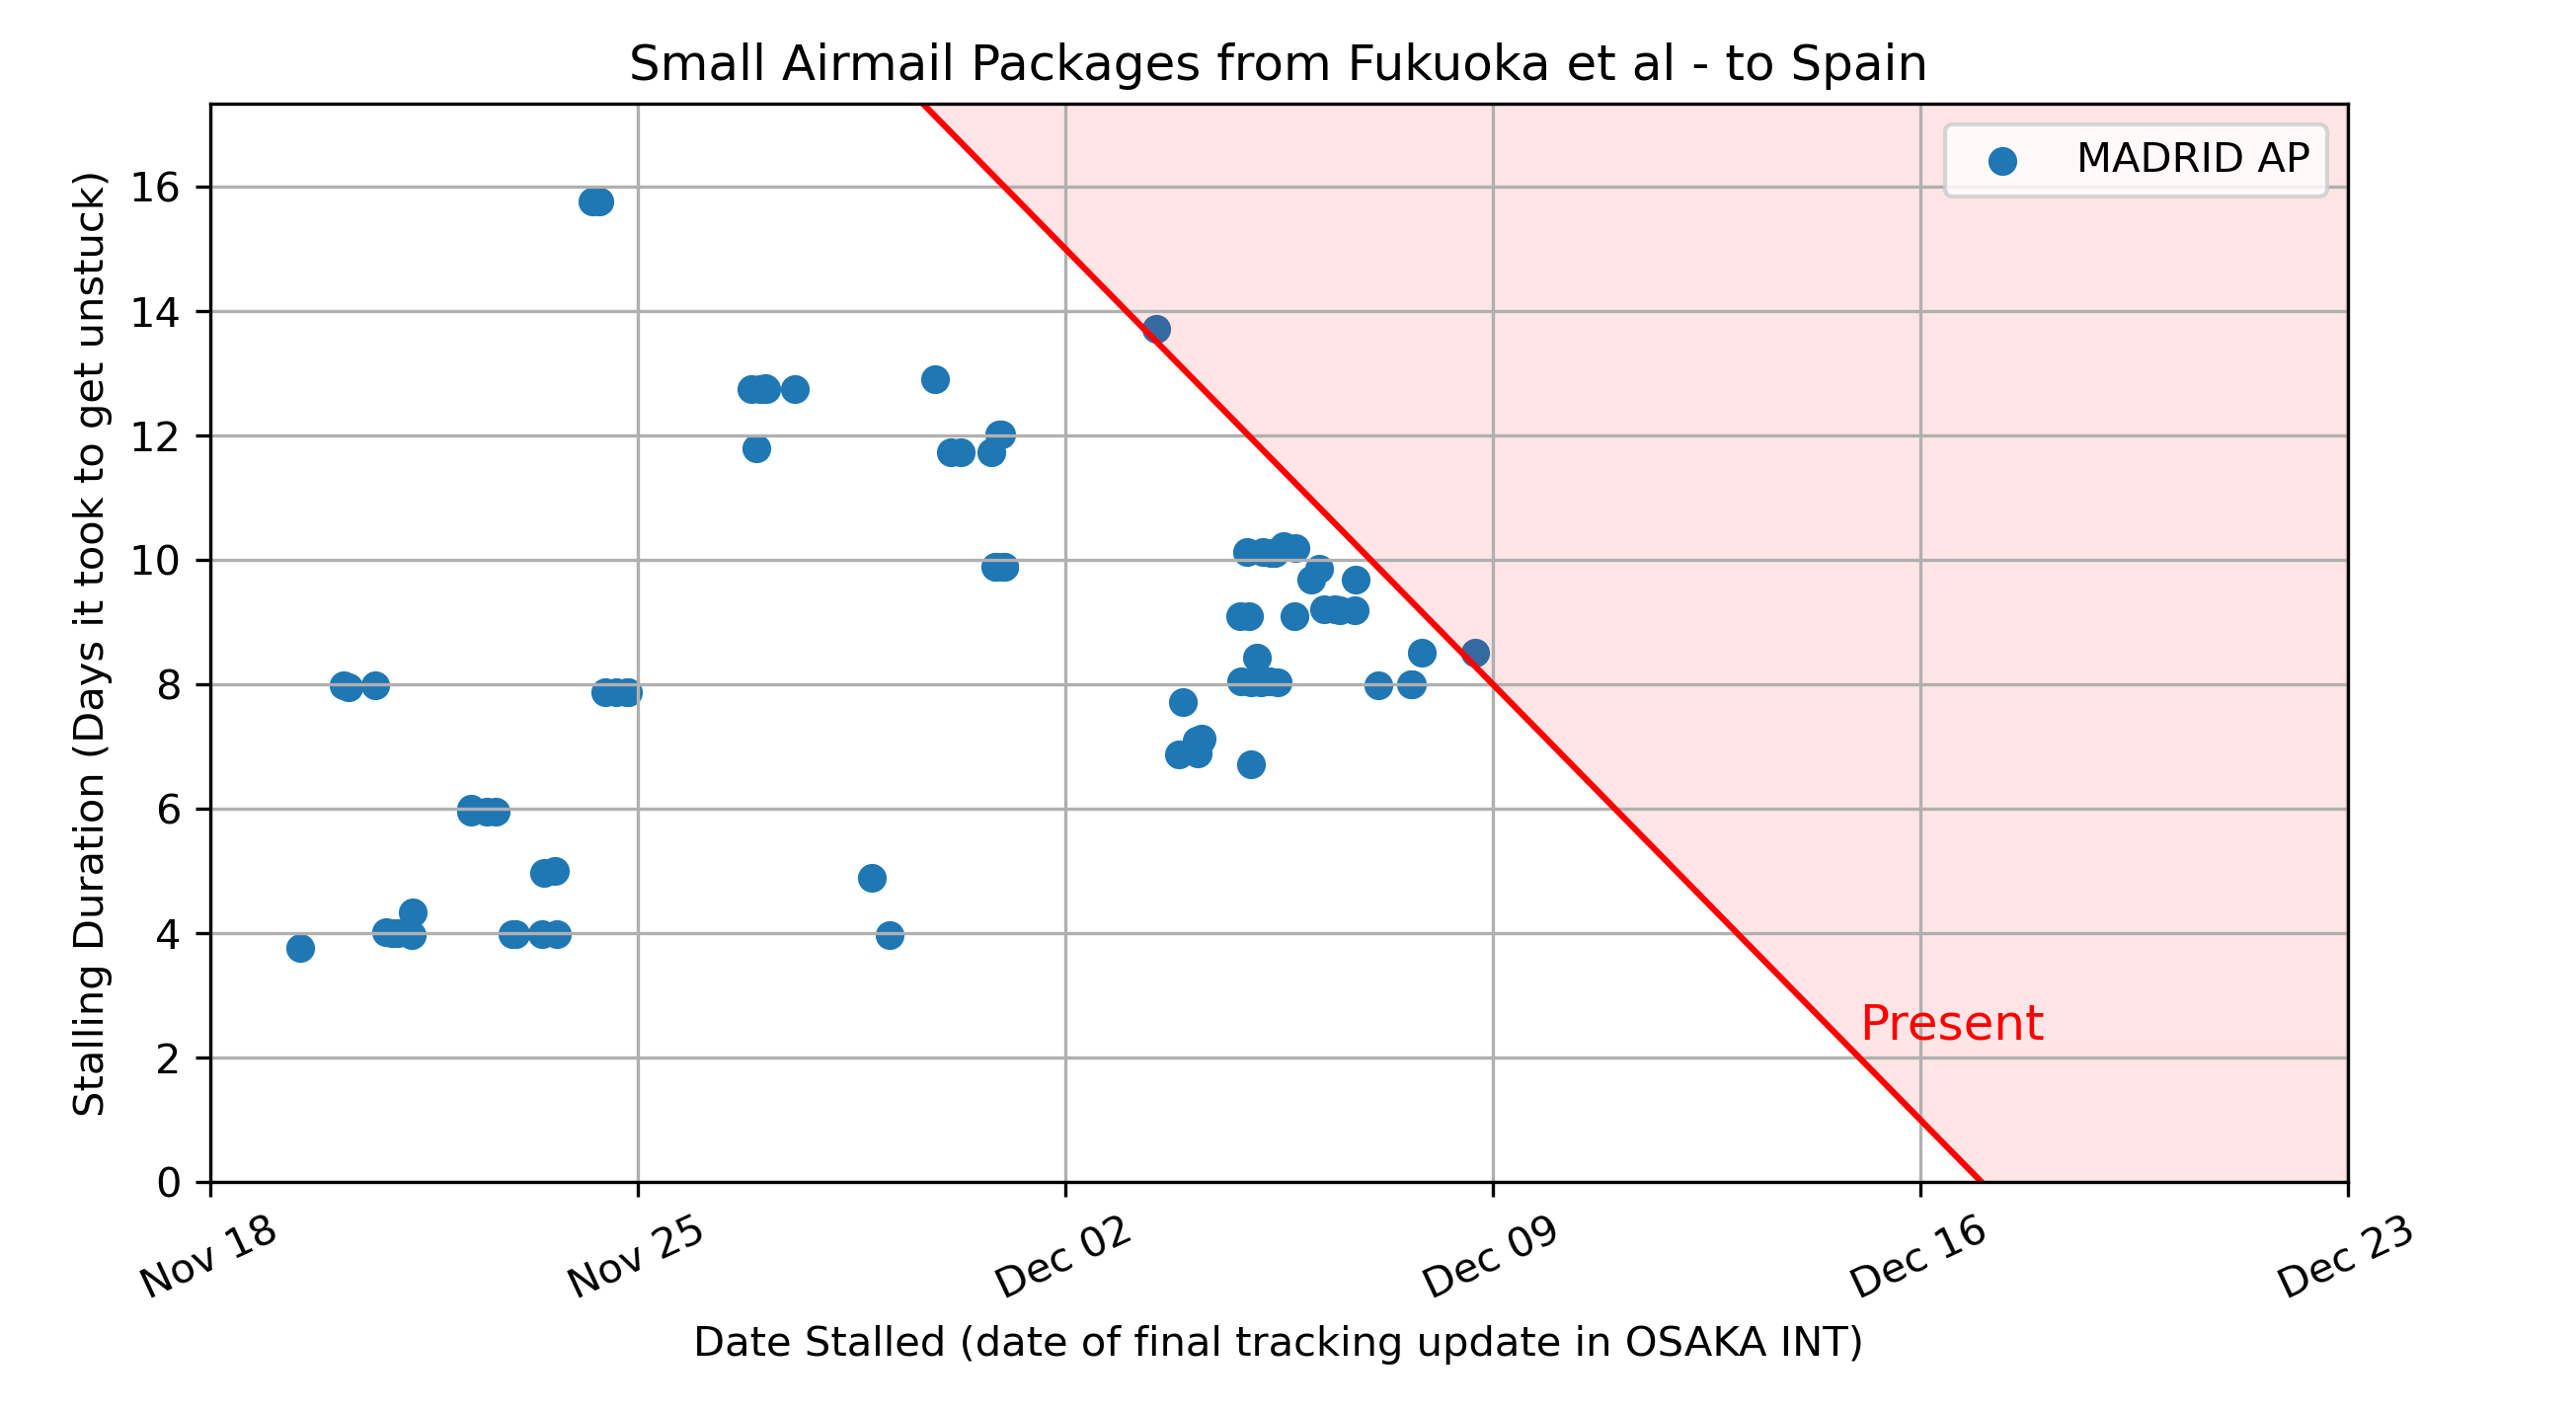 Small Airmail Packages from Fukuoka et al - to Spain
MADRID AP
Stalling Duration (Days it took to get unstuck)
16
14
12
10
8
6
4
2
0
Present
Nov 18
Nov 25
Dec 02
Dec 09
Dec 16
Dec 23
Date Stalled (date of final tracking update in OSAKA INT)